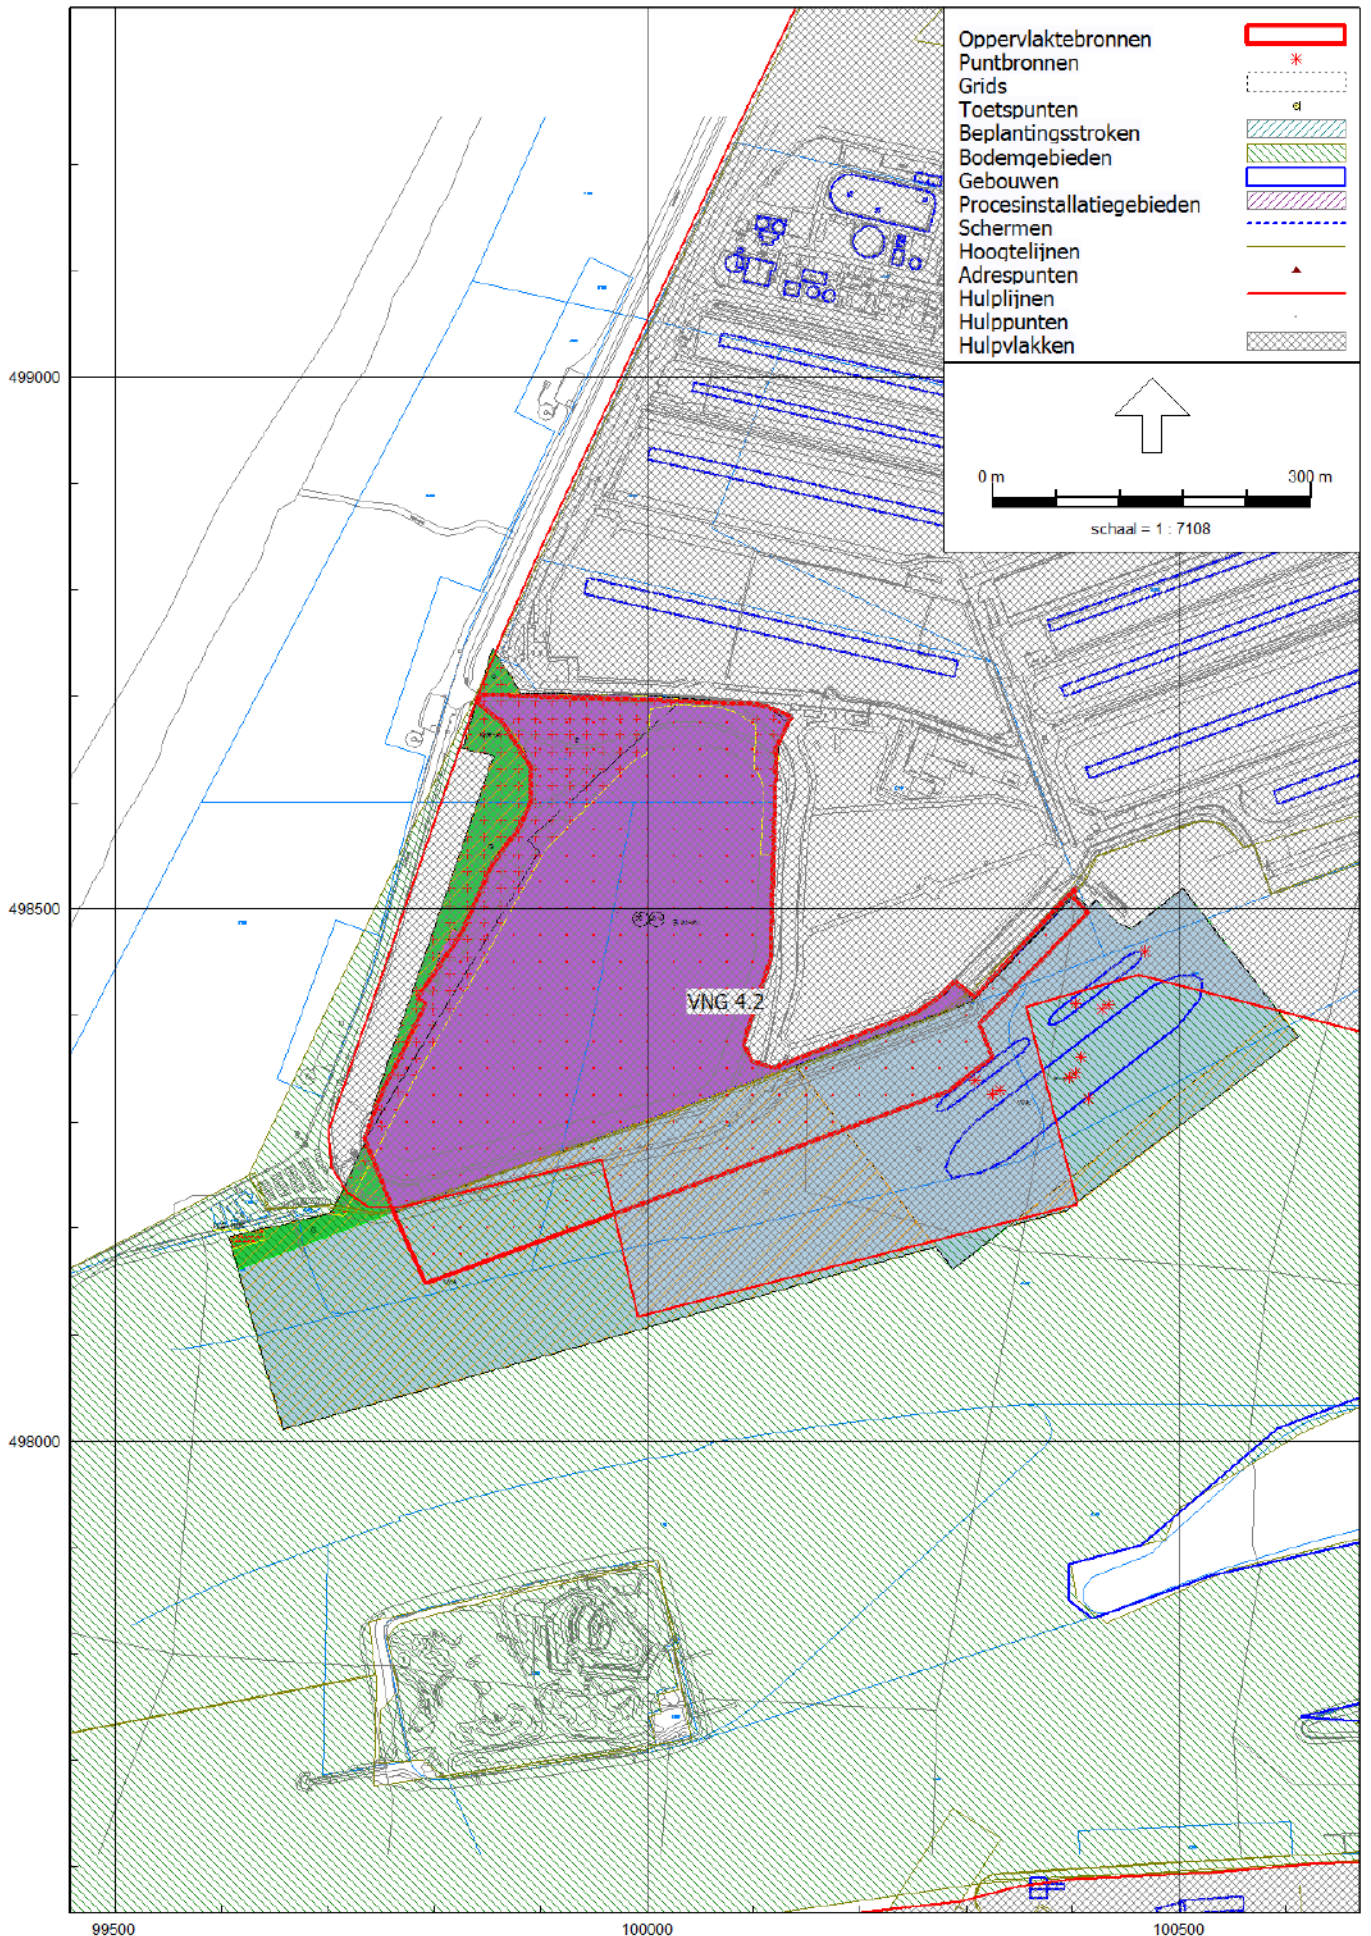 Oppervlaktebronnen
Puntbronnen
Grids
Toetspunten
Beplantingsstroken
Bodemgebieden
Gebouwen
Procesinstallatiegebieden
Schermen
Hoogtelijnen
Adrespunten
Hulplijnen
Hulppunten
Hulpvlakken
0 m 300 m
schaal = 1 : 7108
499000
498500
VNG 4.2
498000
99500 100000 100500